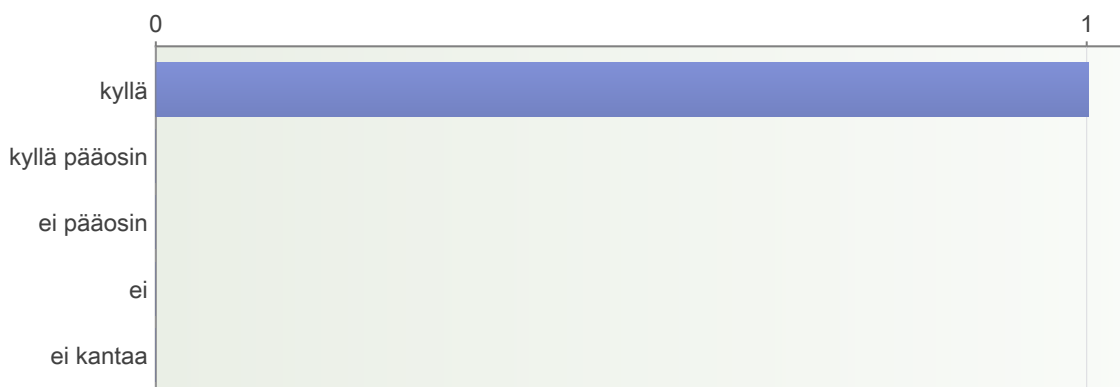 0 1
kyllä
kyllä pääosin
ei pääosin
ei
ei kantaa